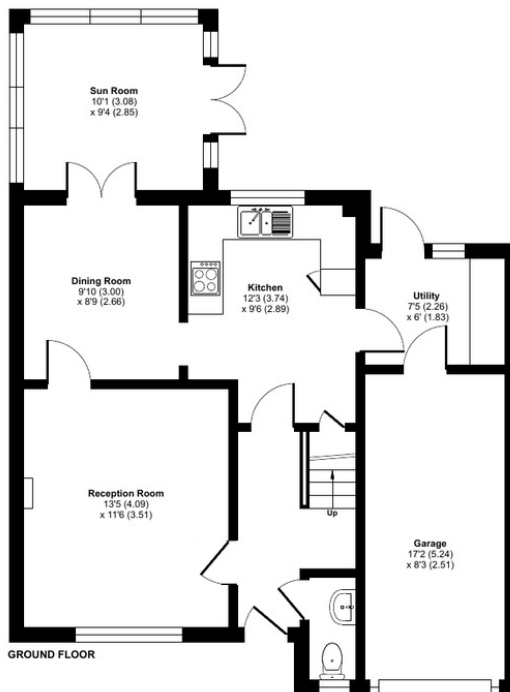 Sun Room
10'1 (3.08)
x 9'4 (2.85)
Dining Room
9'10 (3.00)
x 8'9 (2.66)
Kitchen
12'3 (3.74)
x 9'6 (2.89)
Utility
7'5 (2.26)
x 6' (1.83)
Reception Room
13'5 (4.09)
x 11'6 (3.51)
Up
Garage
17'2 (5.24)
x 8'3 (2.51)
GROUND FLOOR